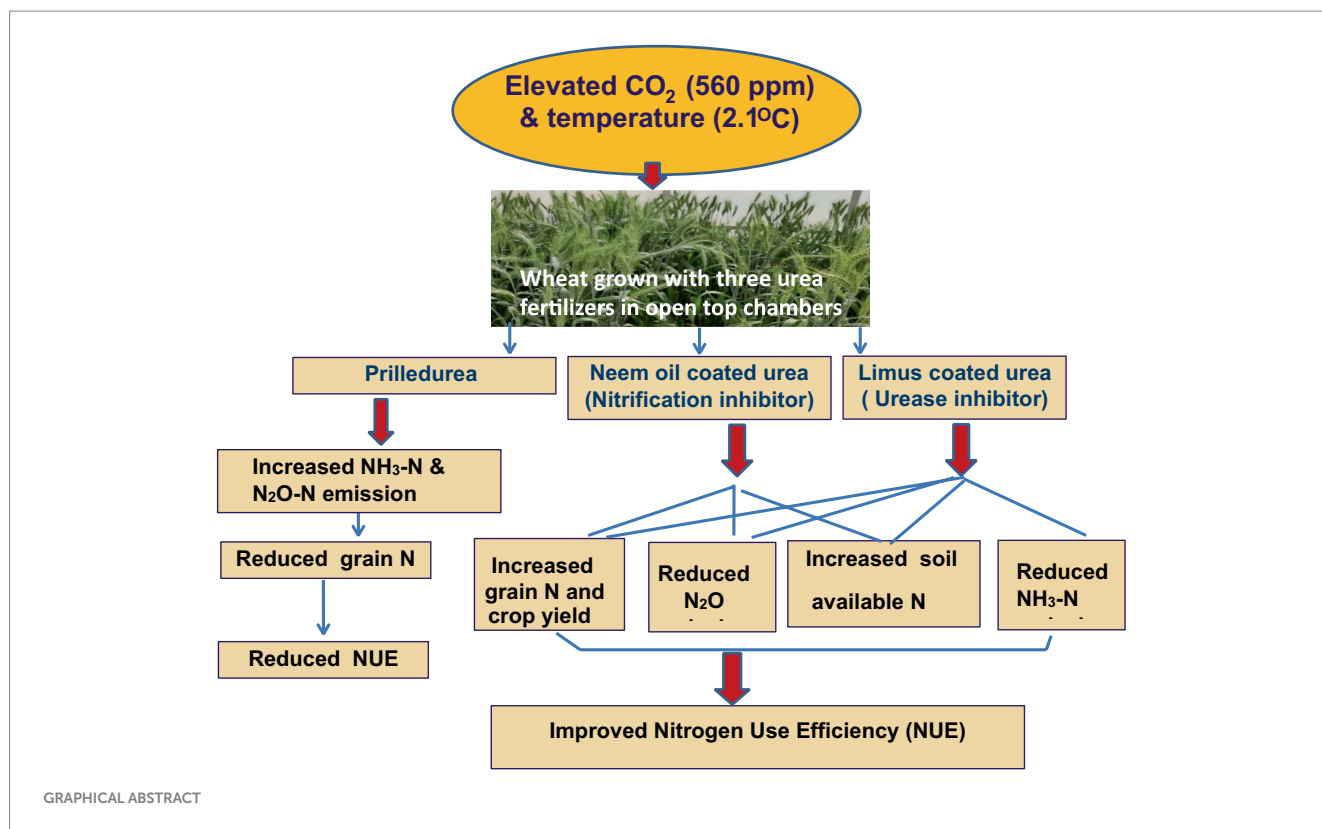 Elevated CO₂ (560 ppm)
& temperature (2.1ᴼC)
Wheat grown with three urea
fertilizers in open top chambers
Prilledurea
Neem oil coated urea
(Nitrification inhibitor)
Limus coated urea
( Urease inhibitor)
Increased NH₃-N &
N₂O-N emission
Reduced grain N
Reduced NUE
Increased
grain N and
crop yield
Reduced
N₂O
Increased soil
available N
Reduced
NH₃-N
Improved Nitrogen Use Efficiency (NUE)
GRAPHICAL ABSTRACT